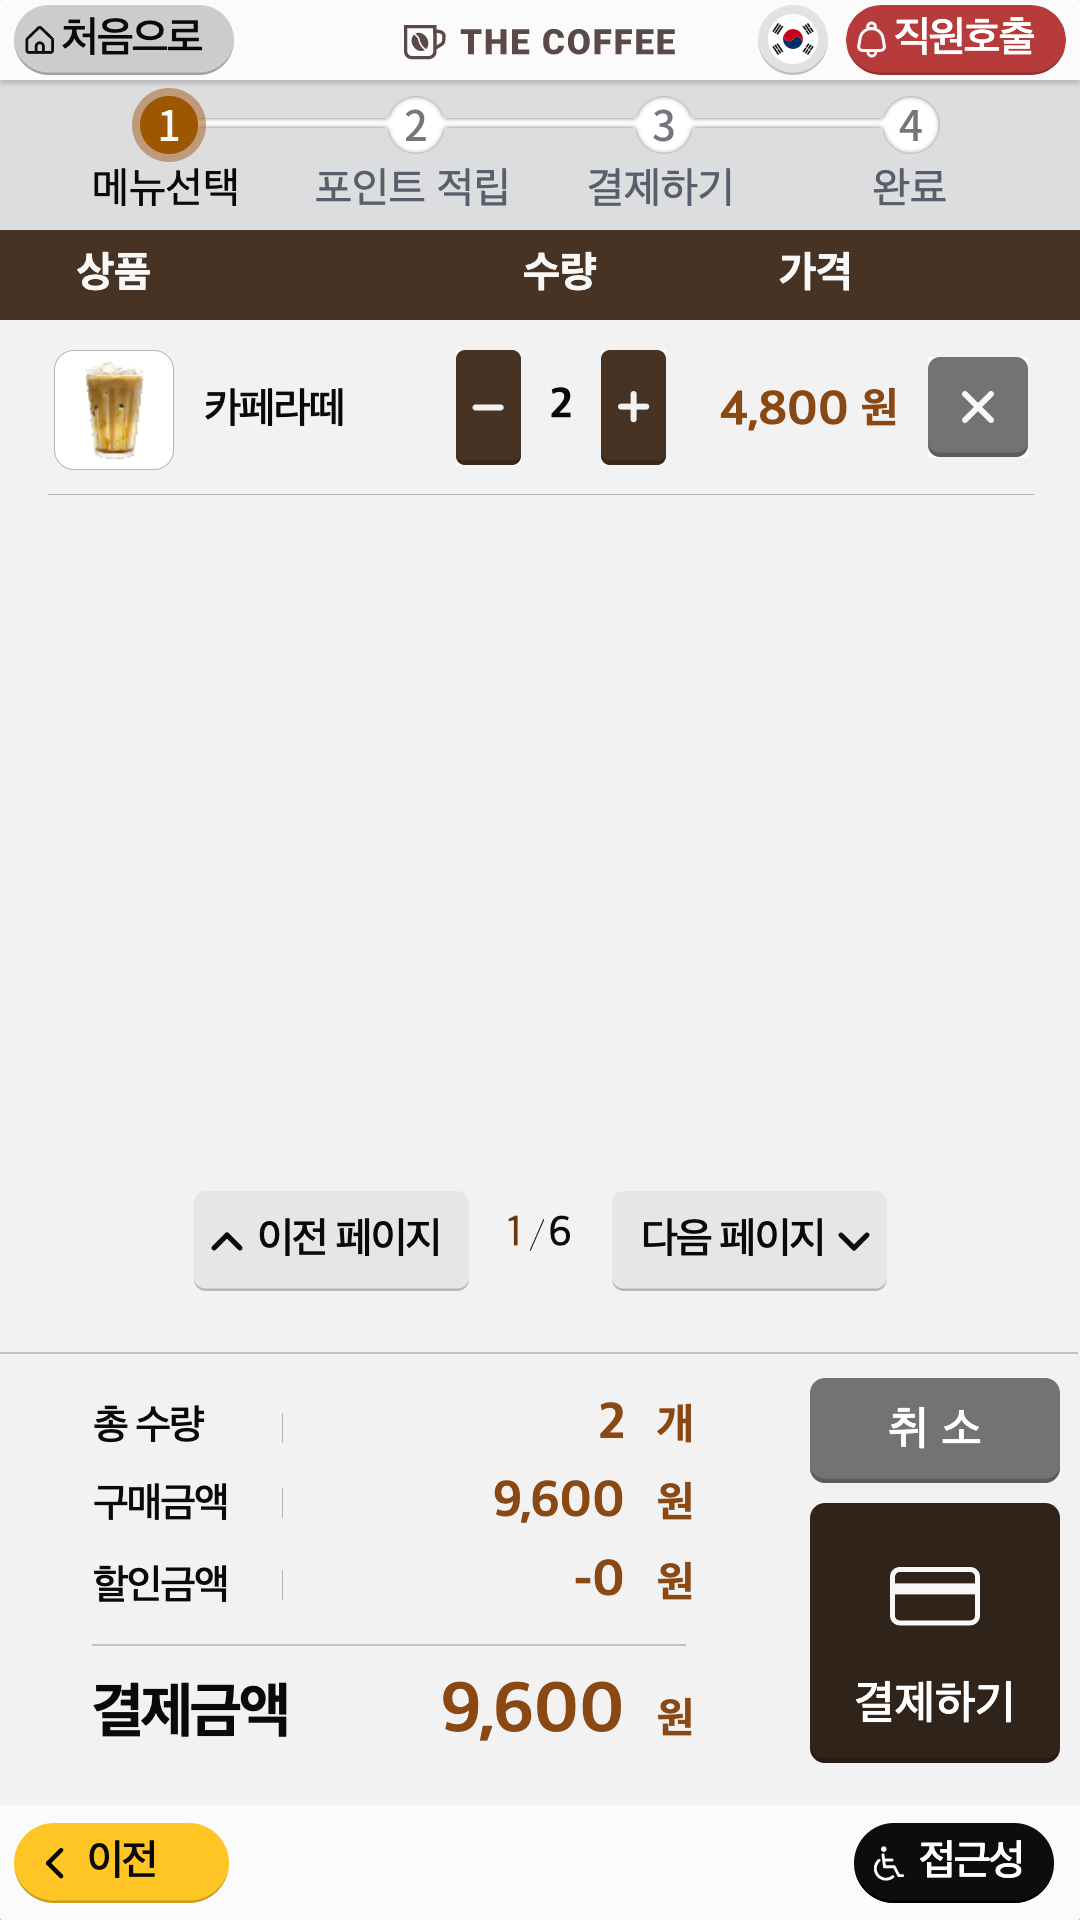 처음으로
THE COFFEE
직원호출
1 2 3 4
메뉴선택 포인트 적립 결제하기 완료
상품 수량 가격
카페라떼 − 2 + 4,800 원 ×
이전 페이지 1/6 다음 페이지
총 수량 2 개
구매금액 9,600 원
할인금액 -0 원
결제금액 9,600 원
취 소
결제하기
이전
접근성